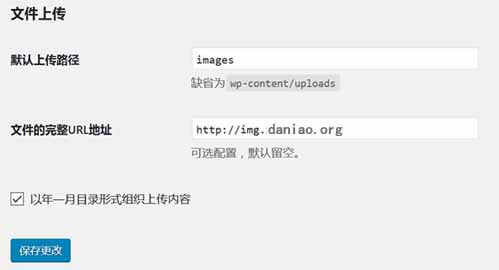 文件上传
默认上传路径
images
缺省为 wp-content/uploads
文件的完整URL地址
http://img.daniao.org
可选配置，默认留空。
以年—月目录形式组织上传内容
保存更改